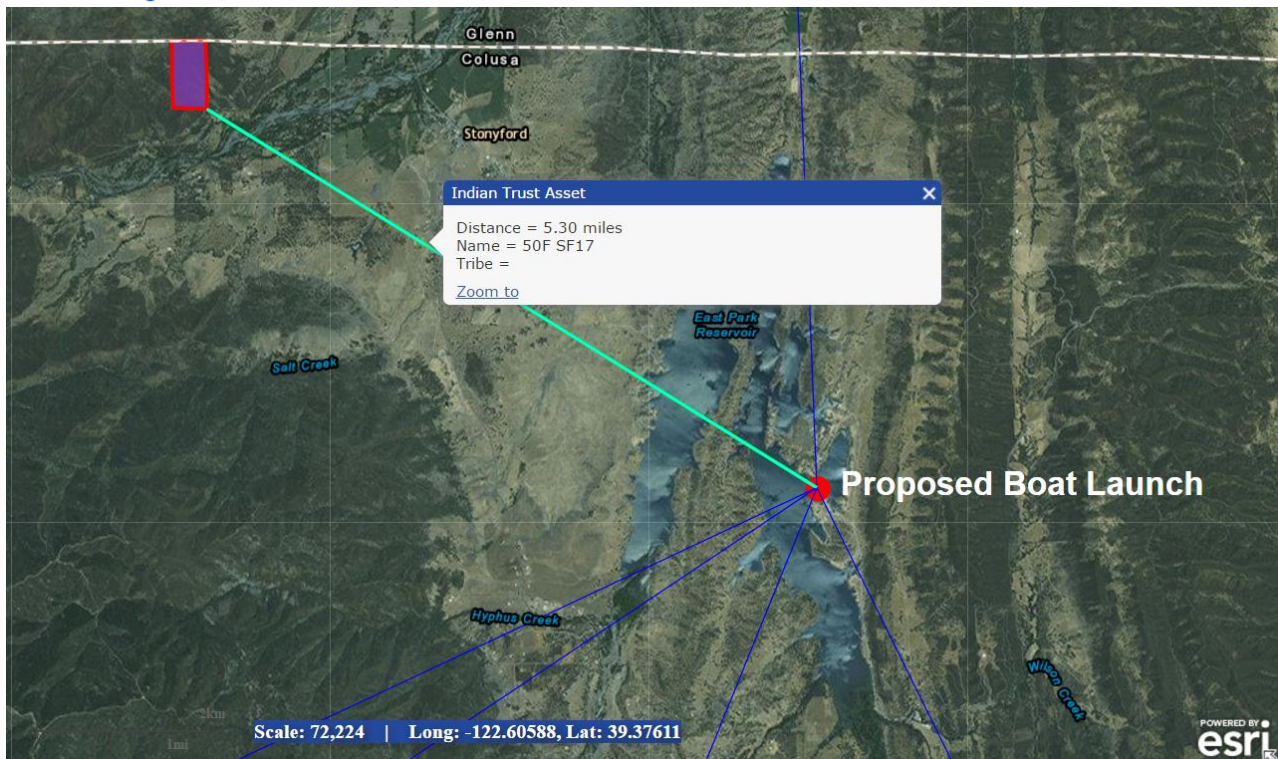 Glenn
Colusa
Stonyford
Indian Trust Asset
Distance = 5.30 miles
Name = 50F SF17
Tribe =
Zoom to
East Park
Reservoir
Salt Creek
Proposed Boat Launch
Hyphus Creek
Wilson Creek
2km
1mi
Scale: 72,224 | Long: -122.60588, Lat: 39.37611
POWERED BY
esri